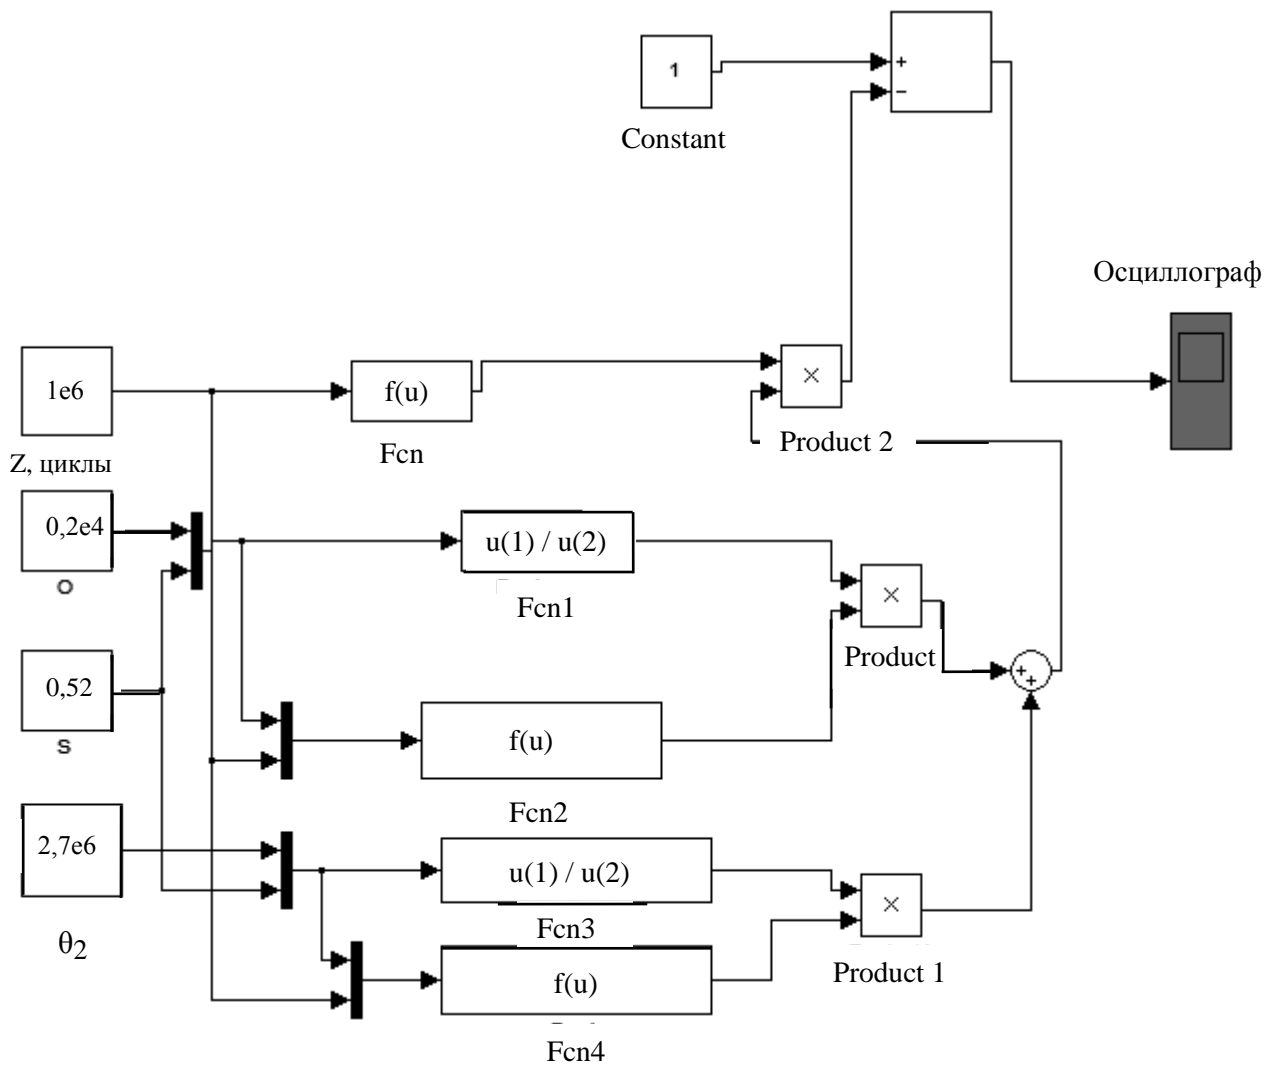 1
+
−
Constant
Осциллограф
1e6
f(u)
×
Fcn
Product 2
Z, циклы
0,2e4
u(1) / u(2)
O
Fcn1
×
Product
0,52
+
+
S
f(u)
Fcn2
2,7e6
u(1) / u(2)
×
θ2
Fcn3
f(u)
Product 1
Fcn4